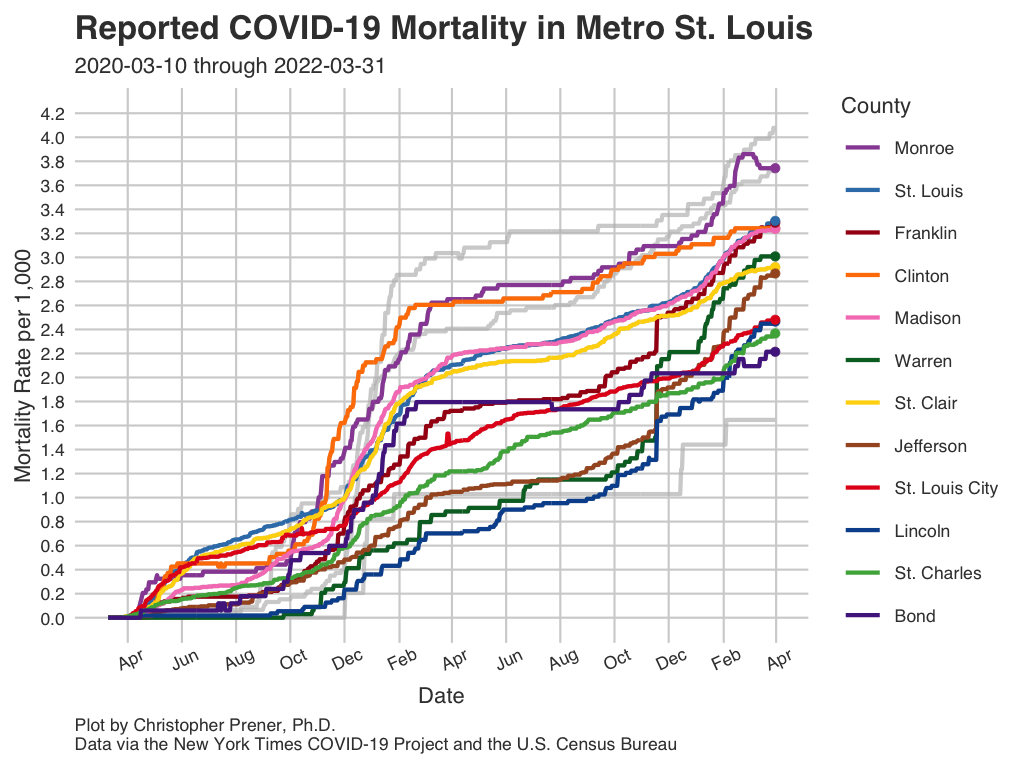 Reported COVID-19 Mortality in Metro St. Louis
2020-03-10 through 2022-03-31
Mortality Rate per 1,000
4.2
4.0
3.8
3.6
3.4
3.2
3.0
2.8
2.6
2.4
2.2
2.0
1.8
1.6
1.4
1.2
1.0
0.8
0.6
0.4
0.2
0.0
Apr Jun Aug Oct Dec Feb Apr Jun Aug Oct Dec Feb Apr
Date
County
Monroe
St. Louis
Franklin
Clinton
Madison
Warren
St. Clair
Jefferson
St. Louis City
Lincoln
St. Charles
Bond
Plot by Christopher Prener, Ph.D.
Data via the New York Times COVID-19 Project and the U.S. Census Bureau